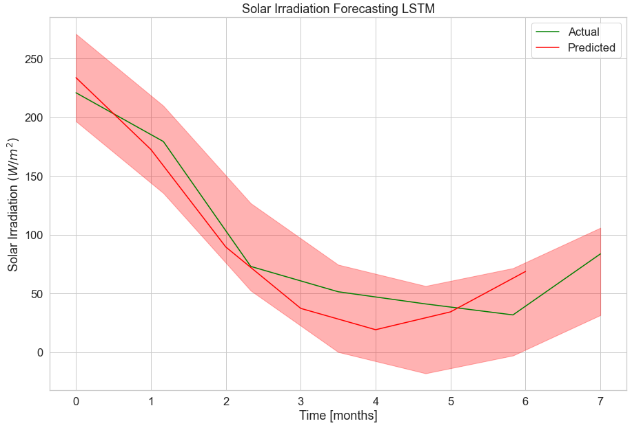 Solar Irradiation Forecasting LSTM
Actual
Predicted
Solar Irradiation (W/m²)
250
200
150
100
50
0
0 1 2 3 4 5 6 7
Time [months]